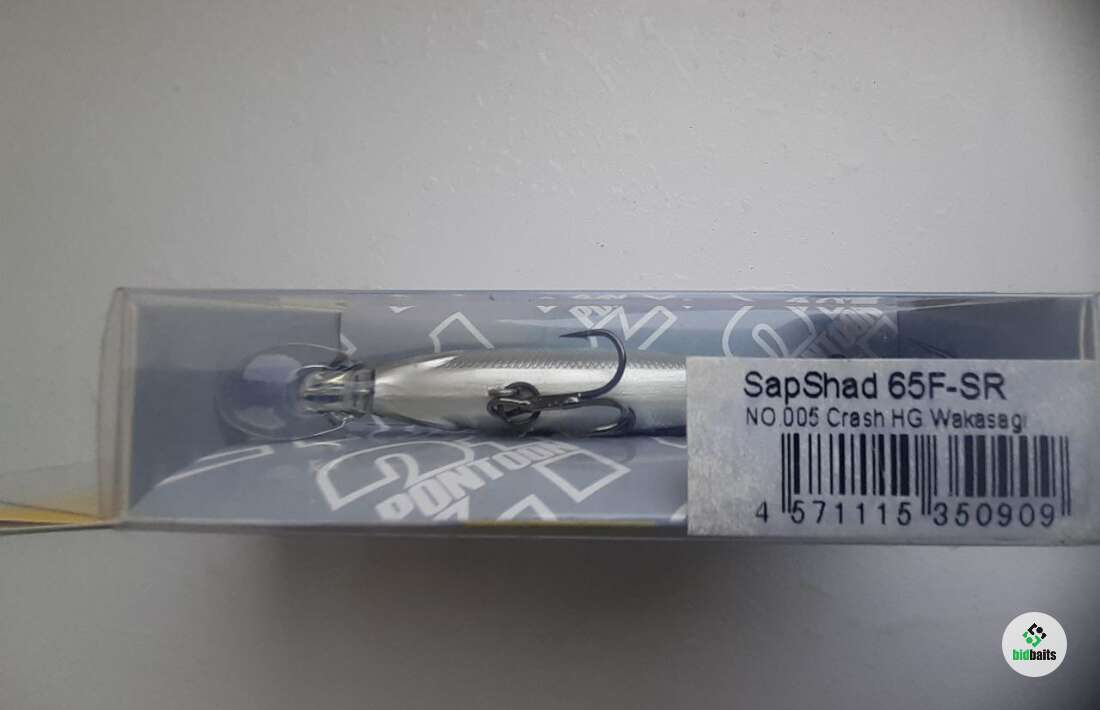 SapShad 65F-SR
NO.005 Crash HG Wakasagi
4 571115 350909
PONTOON
bidbaits